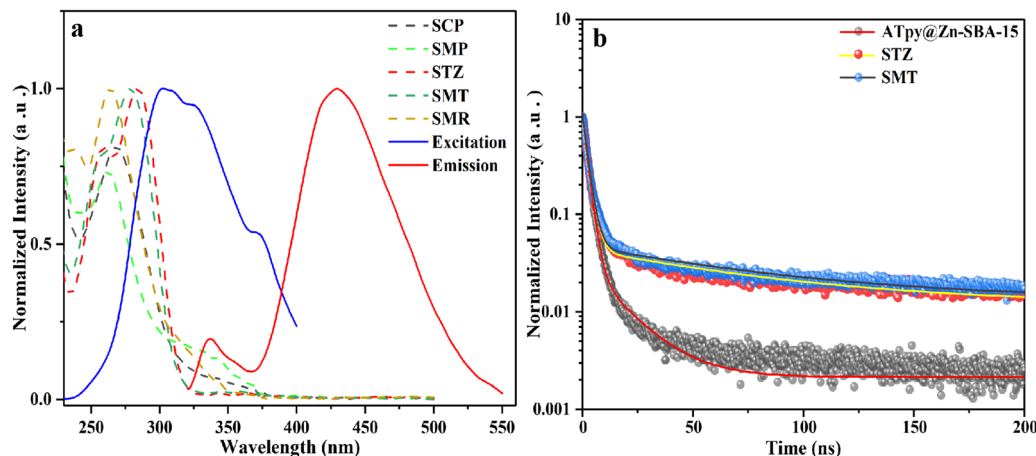 a
SCP
SMP
STZ
SMT
SMR
Excitation
Emission
Normalized Intensity (a .u .)
1.0
0.5
0.0
250 300 350 400 450 500 550
Wavelength (nm)
b
ATpy@Zn-SBA-15
STZ
SMT
Normalized Intensity (a .u .)
1
0.1
0.01
0.001
0 50 100 150 200
Time (ns)